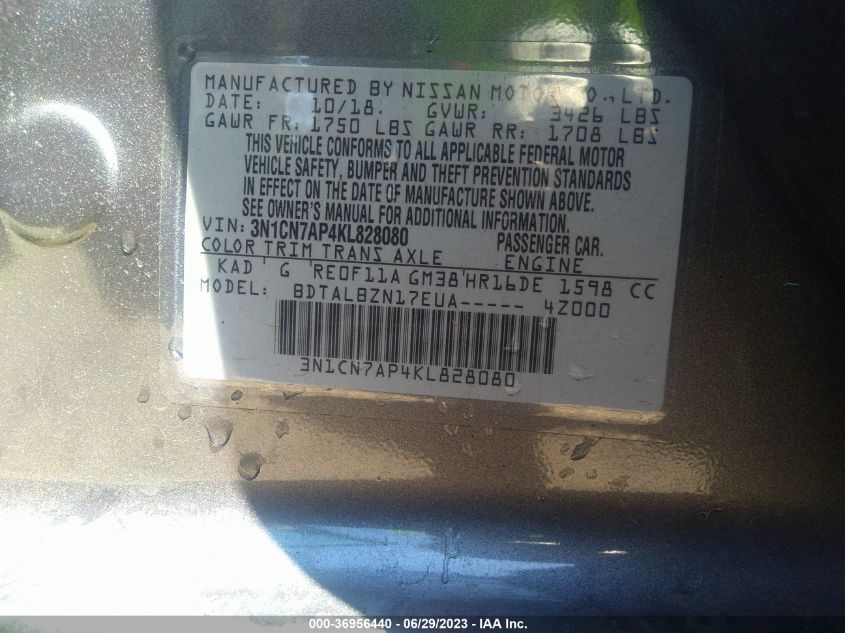 MANUFACTURED BY NISSAN MOTOR CO., LTD.
DATE: 10/18. GVWR: 3426 LBS
GAWR FR: 1750 LBS GAWR RR: 1708 LBS
THIS VEHICLE CONFORMS TO ALL APPLICABLE FEDERAL MOTOR
VEHICLE SAFETY, BUMPER AND THEFT PREVENTION STANDARDS
IN EFFECT ON THE DATE OF MANUFACTURE SHOWN ABOVE.
SEE OWNER'S MANUAL FOR ADDITIONAL INFORMATION.
VIN: 3N1CN7AP4KL828080 PASSENGER CAR.
COLOR TRIM TRANS AXLE ENGINE
KAD ' G 'RE0F11A GM38'HR16DE 1598 CC
MODEL: BDTALBZN17EUA----- 4Z000
3N1CN7AP4KL828080
000-36956440 - 06/29/2023 - IAA Inc.